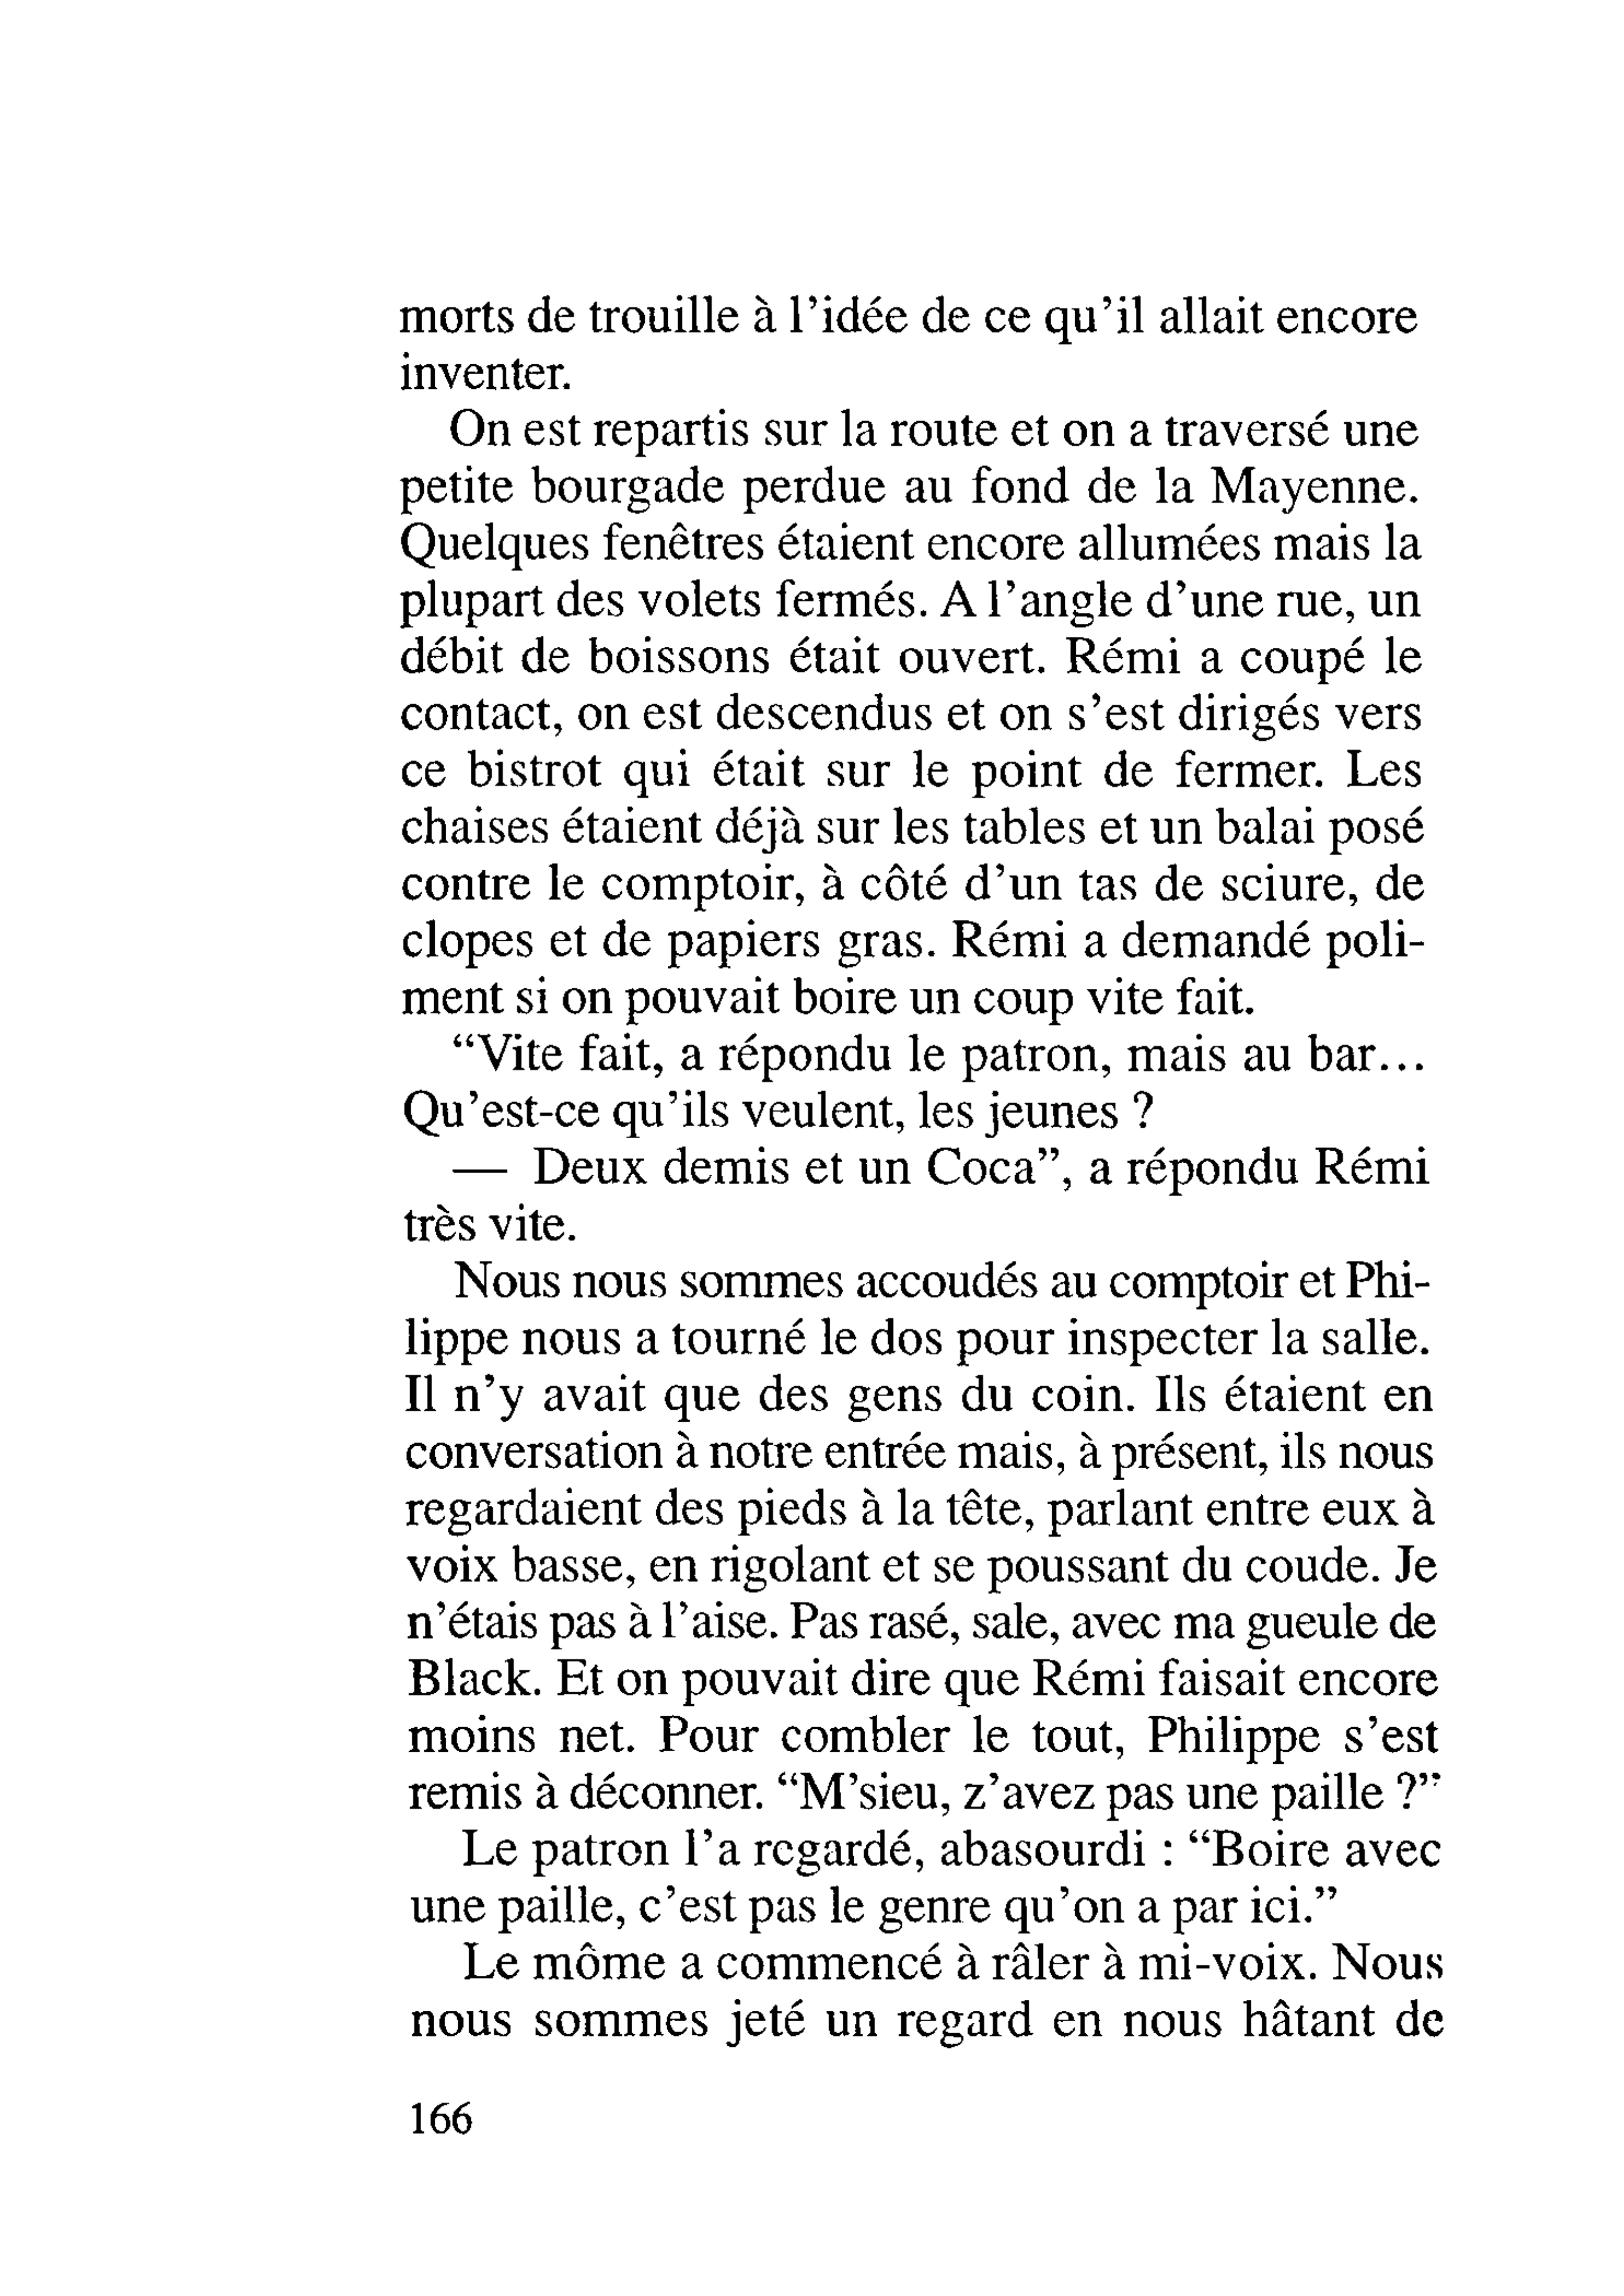 morts de trouille à l'idée de ce qu'il allait encore
inventer.
On est repartis sur la route et on a traversé une
petite bourgade perdue au fond de la Mayenne.
Quelques fenêtres étaient encore allumées mais la
plupart des volets fermés. A l'angle d'une rue, un
débit de boissons était ouvert. Rémi a coupé le
contact, on est descendus et on s'est dirigés vers
ce bistrot qui était sur le point de fermer. Les
chaises étaient déjà sur les tables et un balai posé
contre le comptoir, à côté d'un tas de sciure, de
clopes et de papiers gras. Rémi a demandé poli-
ment si on pouvait boire un coup vite fait.
“Vite fait, a répondu le patron, mais au bar...
Qu'est-ce qu'ils veulent, les jeunes ?
— Deux demis et un Coca”, a répondu Rémi
très vite.
Nous nous sommes accoudés au comptoir et Phi-
lippe nous a tourné le dos pour inspecter la salle.
Il n'y avait que des gens du coin. Ils étaient en
conversation à notre entrée mais, à présent, ils nous
regardaient des pieds à la tête, parlant entre eux à
voix basse, en rigolant et se poussant du coude. Je
n'étais pas à l'aise. Pas rasé, sale, avec ma gueule de
Black. Et on pouvait dire que Rémi faisait encore
moins net. Pour combler le tout, Philippe s'est
remis à déconner. “M'sieu, z'avez pas une paille ?”
Le patron l'a regardé, abasourdi : “Boire avec
une paille, c'est pas le genre qu'on a par ici.”
Le môme a commencé à râler à mi-voix. Nous
nous sommes jeté un regard en nous hâtant de
166